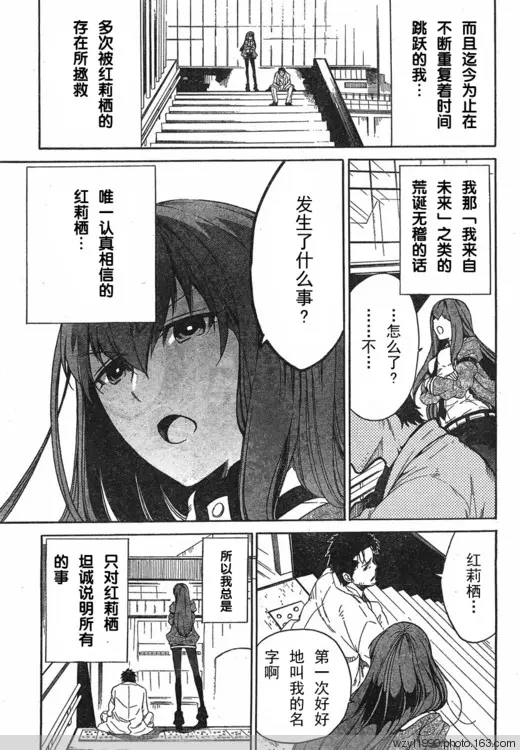 而且迄今为止在
不断重复着时间
跳跃的我…
多次被红莉栖的
存在所拯救
我那「我来自
未来」之类的
荒诞无稽的话
唯一认真相信的
红莉栖…
发生了什么事?
…怎么了?
……不…
红莉栖…
第一次好好
地叫我的名
字啊
所以我总是
只对红莉栖
坦诚说明所有
的事
wzyl1990.photo.163.com